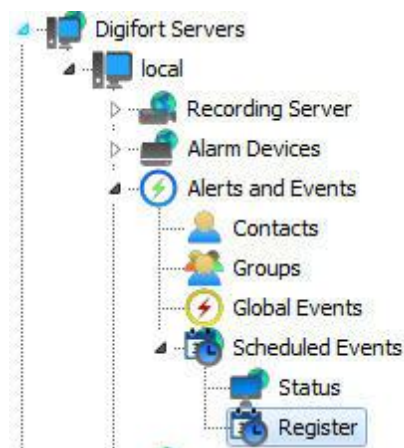 Digifort Servers
local
Recording Server
Alarm Devices
Alerts and Events
Contacts
Groups
Global Events
Scheduled Events
Status
Register